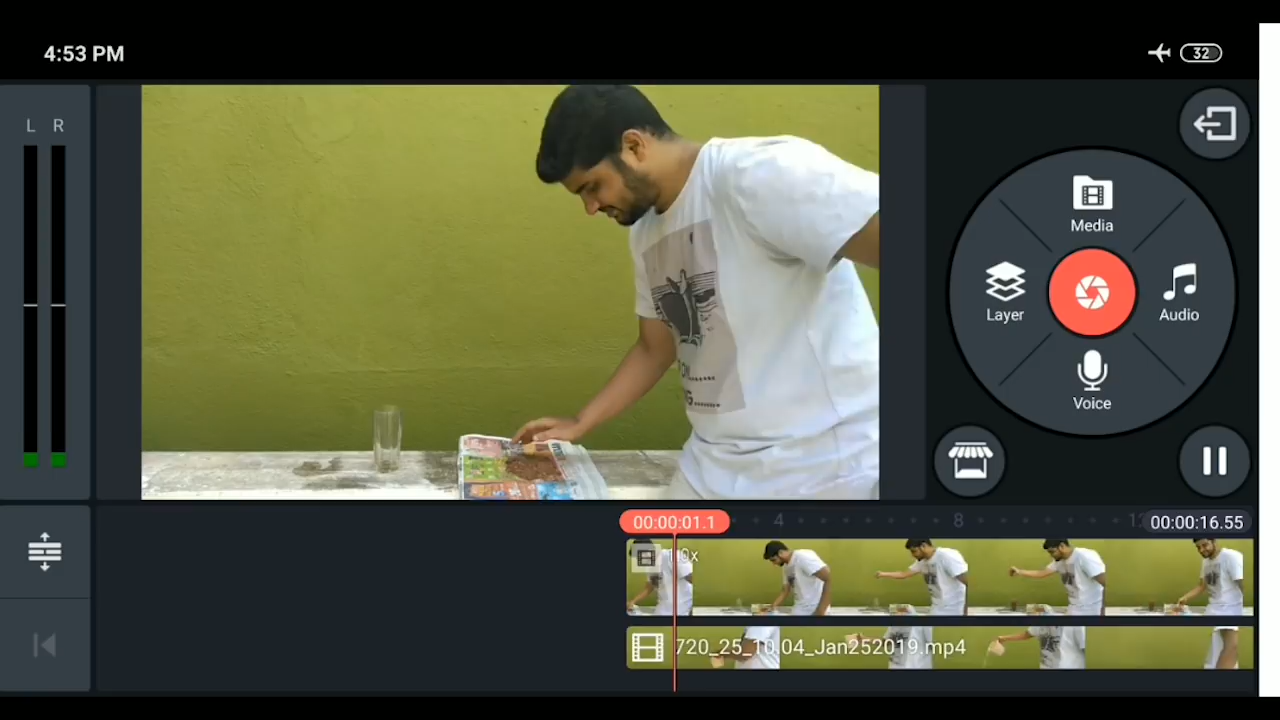 4:53 PM
32
L R
Media
Layer
Audio
Voice
00:00:01.1
4
8
00:00:16.55
720_25_10.04_Jan252019.mp4